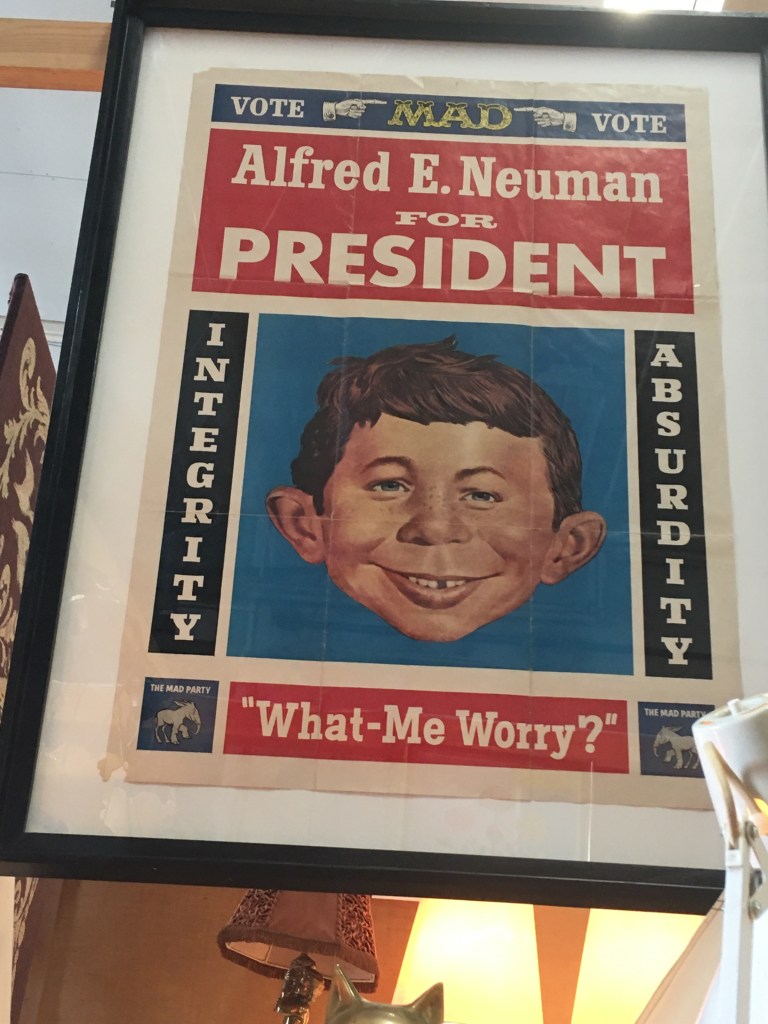 VOTE MAD VOTE
Alfred E. Neuman
FOR
PRESIDENT
INTEGRITY
ABSURDITY
THE MAD PARTY
"What-Me Worry?"
THE MAD PARTY